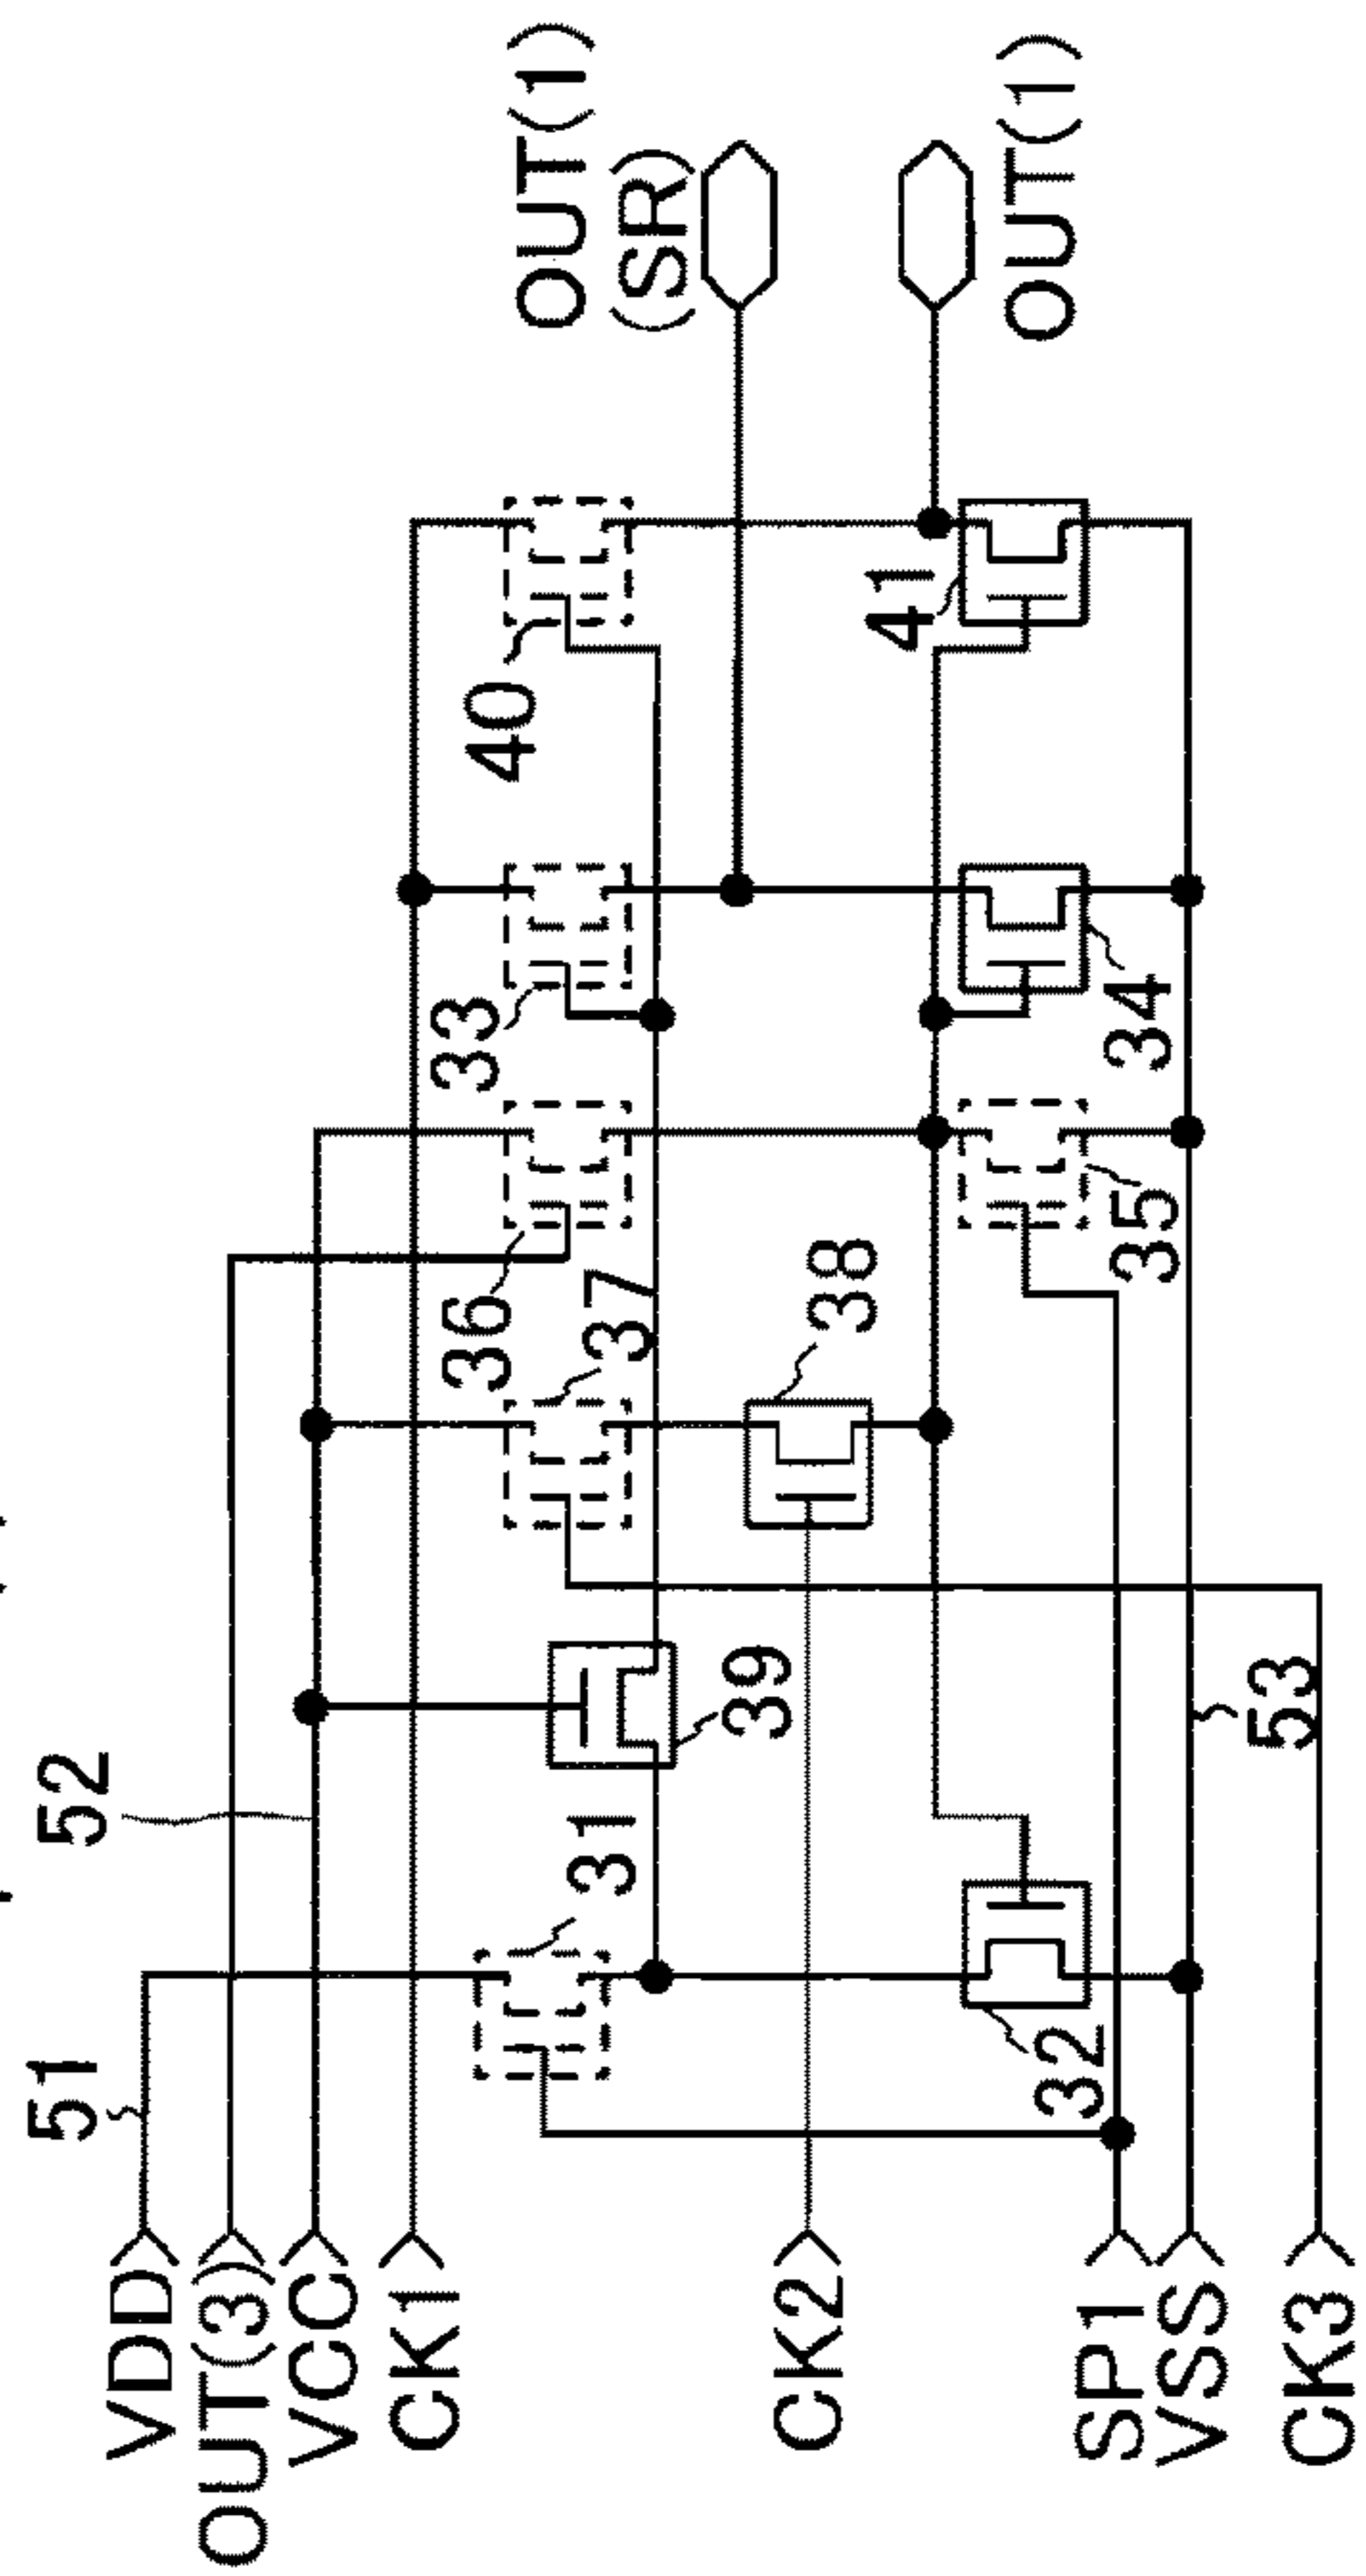 51
52
VDD
OUT(3)
VCC
CK1
CK2
SP1
VSS
CK3
31
32
39
53
37
38
36
35
33
34
40
41
OUT(1)
(SR)
OUT(1)